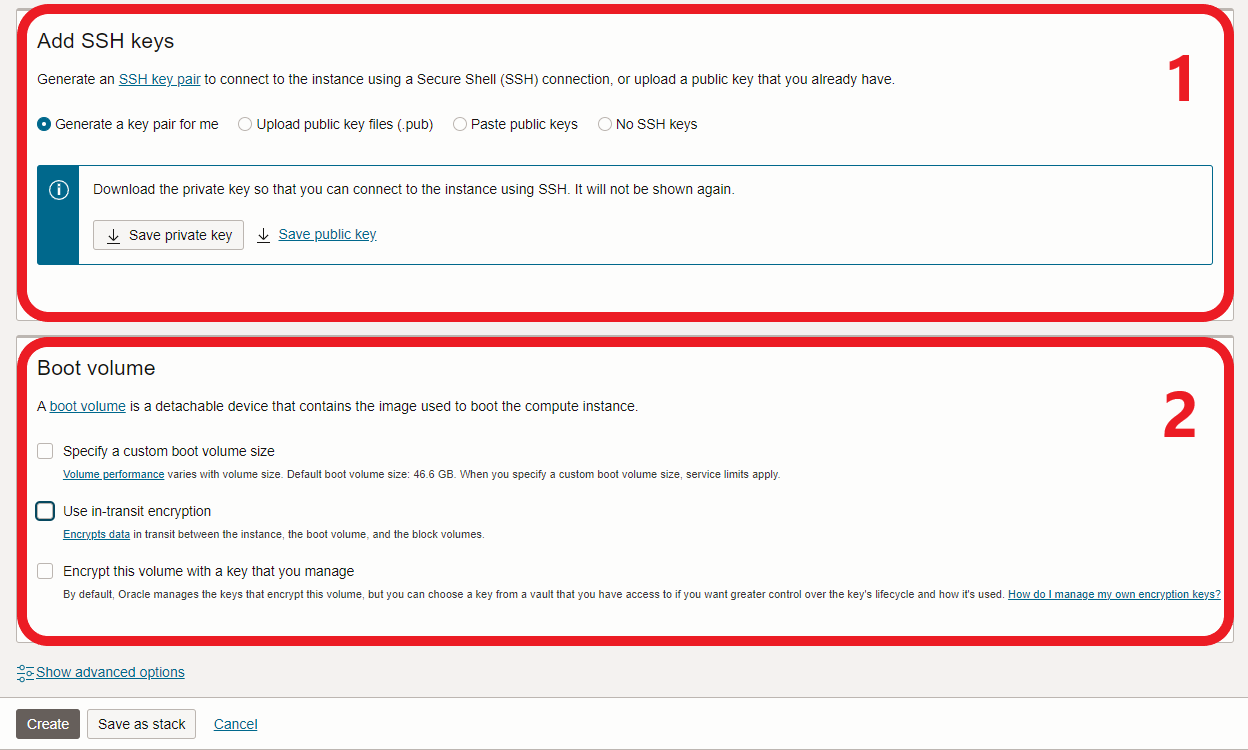 Add SSH keys
1
Generate an SSH key pair to connect to the instance using a Secure Shell (SSH) connection, or upload a public key that you already have.
Generate a key pair for me Upload public key files (.pub) Paste public keys No SSH keys
Download the private key so that you can connect to the instance using SSH. It will not be shown again.
Save private key Save public key
Boot volume
2
A boot volume is a detachable device that contains the image used to boot the compute instance.
Specify a custom boot volume size
Volume performance varies with volume size. Default boot volume size: 46.6 GB. When you specify a custom boot volume size, service limits apply.
Use in-transit encryption
Encrypts data in transit between the instance, the boot volume, and the block volumes.
Encrypt this volume with a key that you manage
By default, Oracle manages the keys that encrypt this volume, but you can choose a key from a vault that you have access to if you want greater control over the key's lifecycle and how it's used. How do I manage my own encryption keys?
Show advanced options
Create Save as stack Cancel